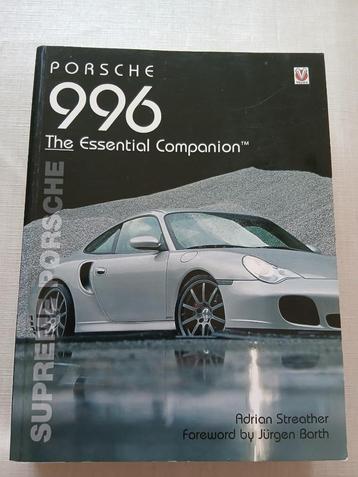 PORSCHE
996
The Essential Companion™
SUPREME PORSCHE
Adrian Streather
Foreword by Jürgen Barth